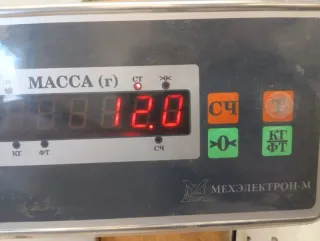 МАССА (г) СТ >0<
12.0
СЧ
>0< КГ ФТ
КГ ФТ СЧ
МЕХЭЛЕКТРОН-М